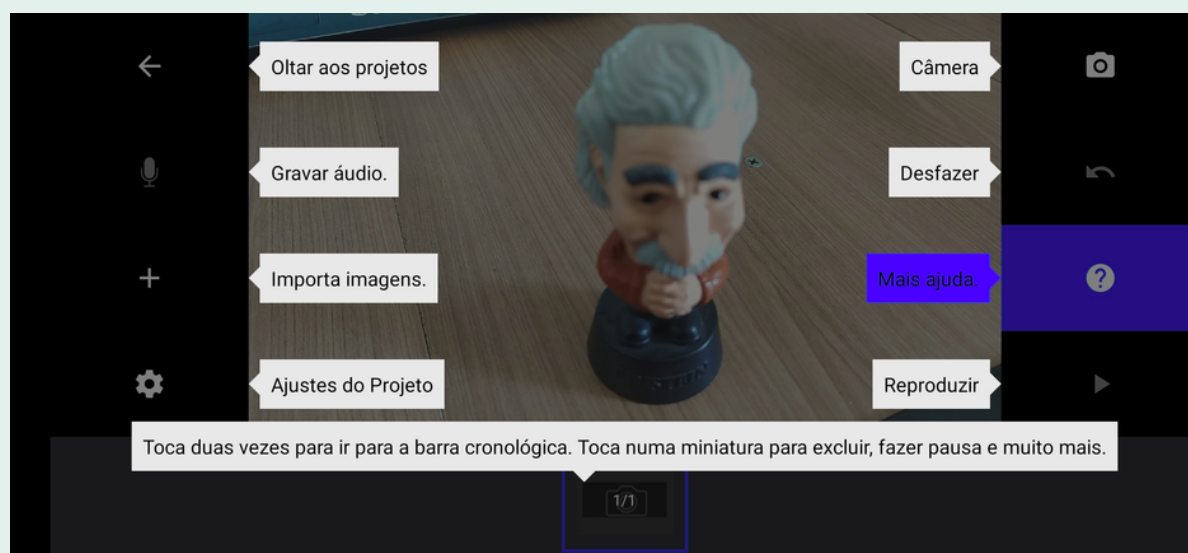 Oltar aos projetos
Câmera
Gravar áudio.
Desfazer
Importa imagens.
Mais ajuda.
Ajustes do Projeto
Reproduzir
Toca duas vezes para ir para a barra cronológica. Toca numa miniatura para excluir, fazer pausa e muito mais.
1/1